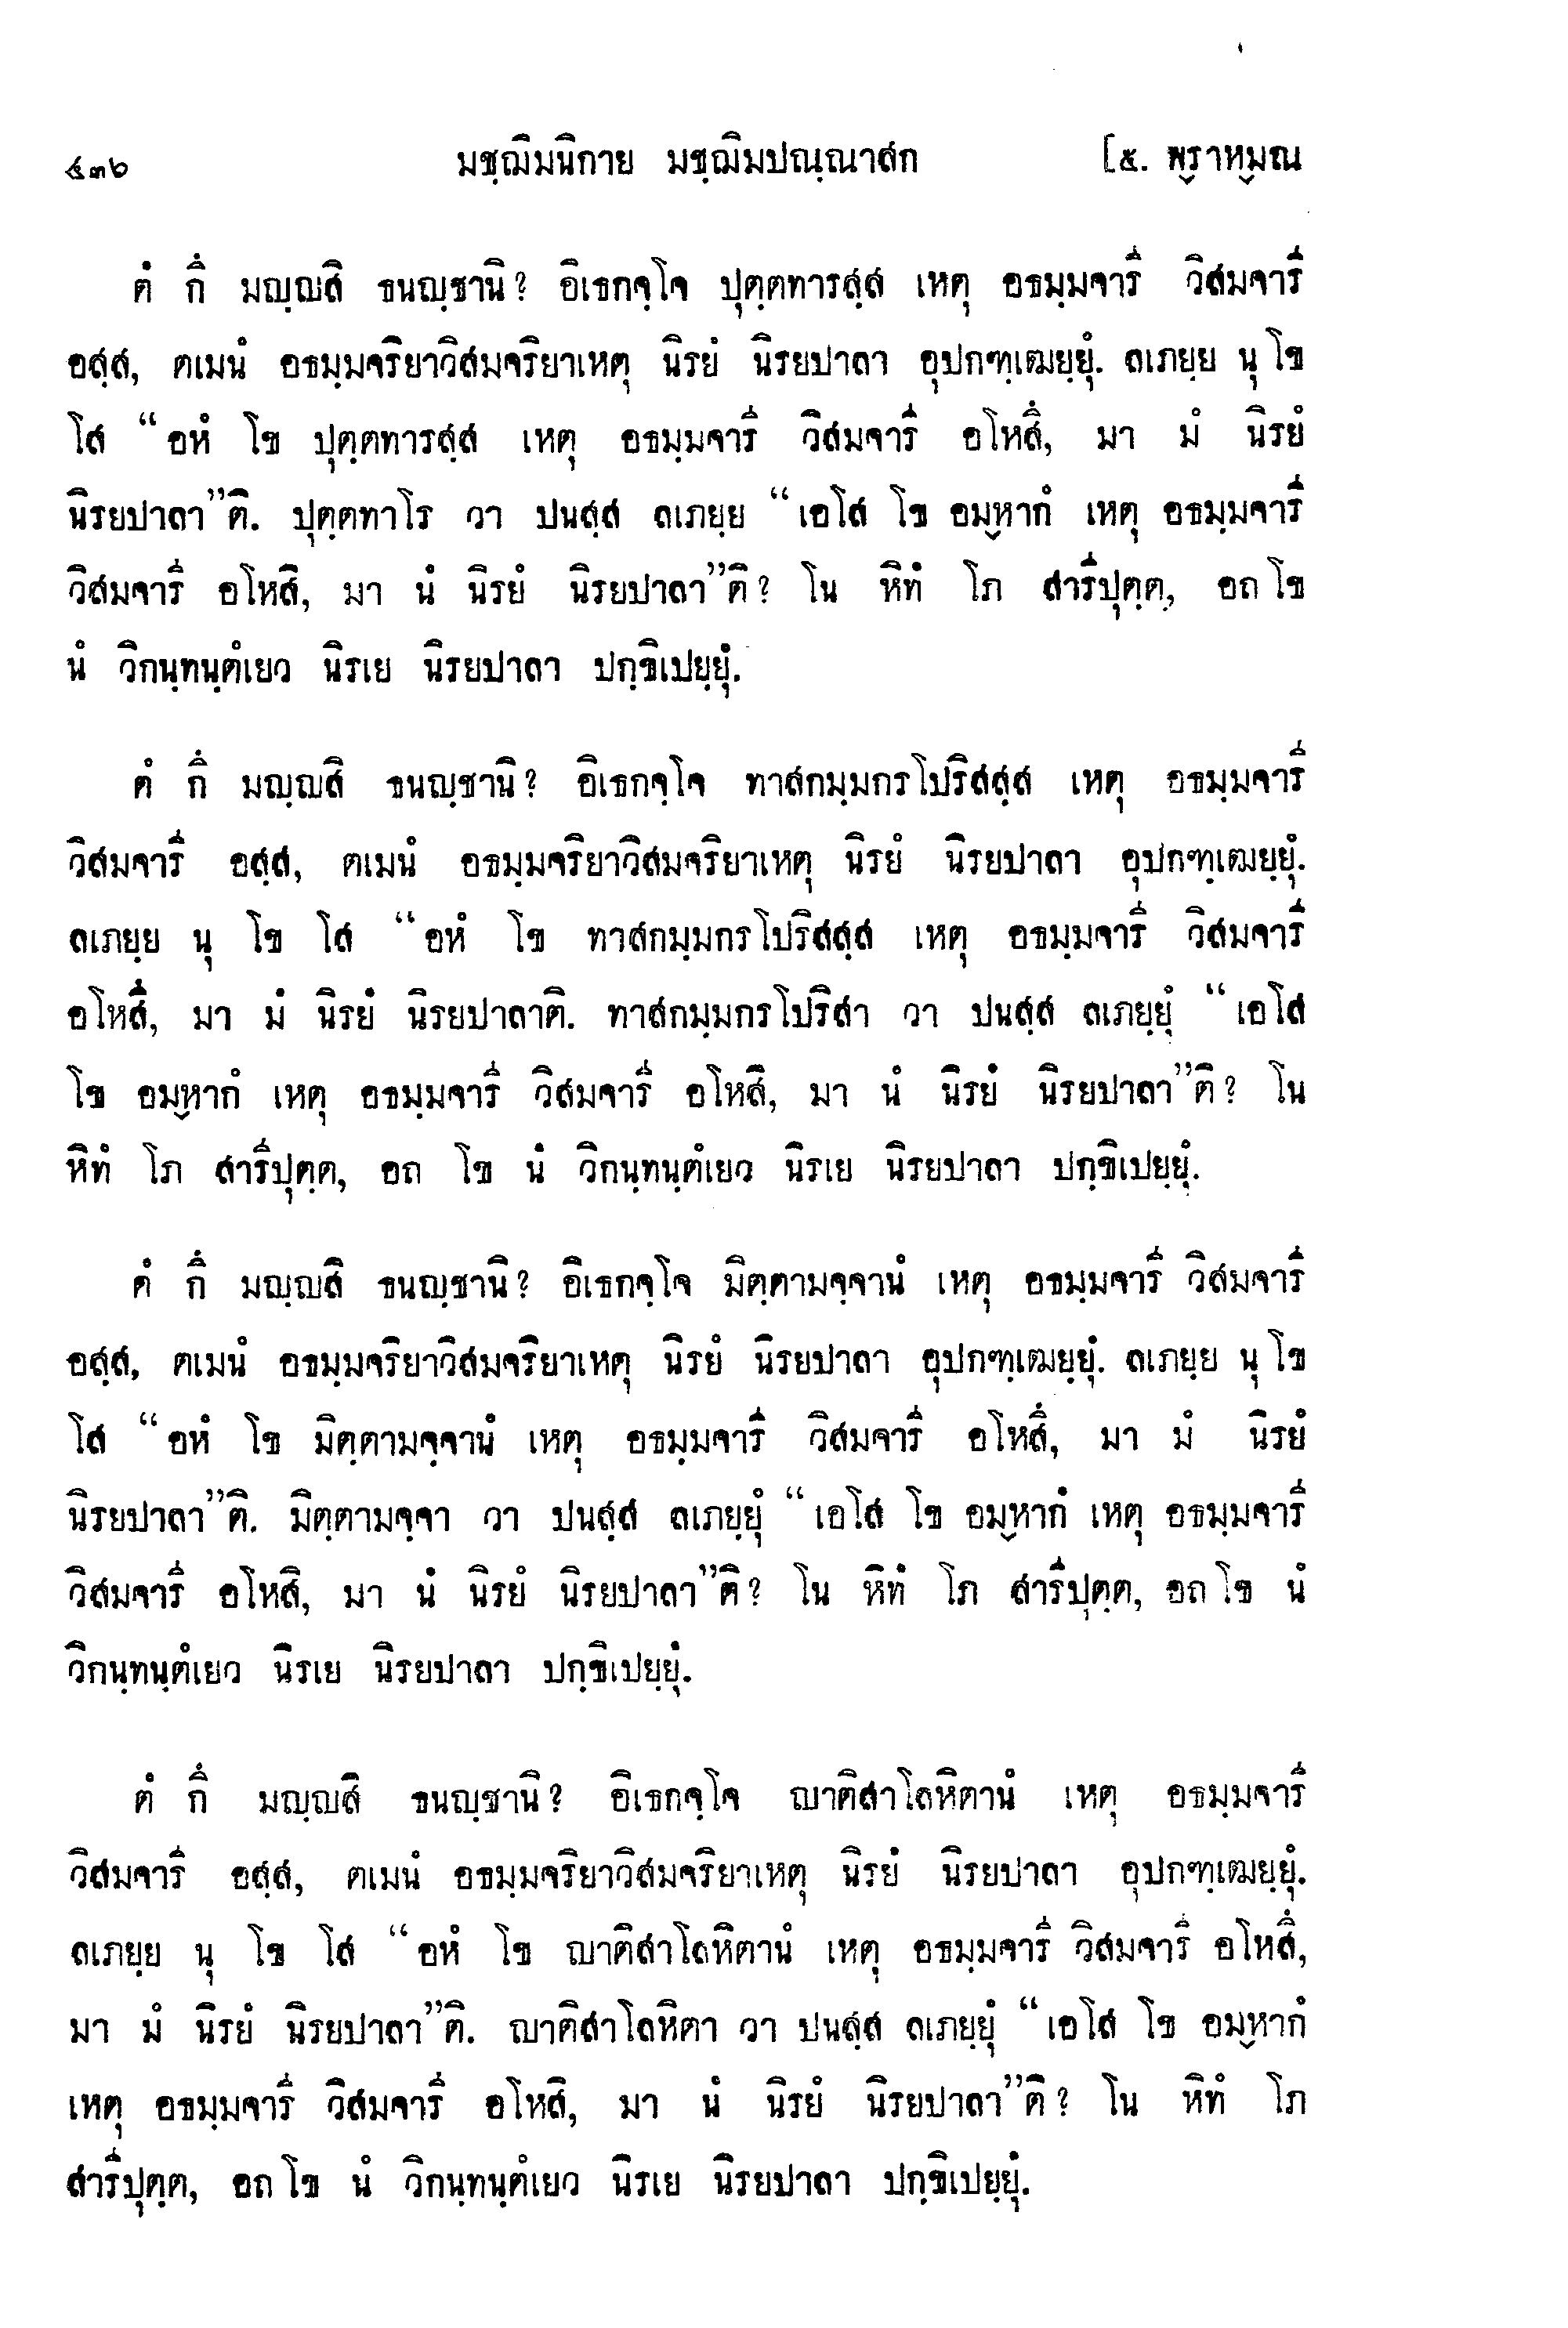 ๔๓๖ มชฺฌิมนิกาย มชฺฌิมปณฺณาสก [๕. พฺราหฺมณ
ตํ กึ มญฺญสิ ธนญฺชานิ? อิเธกจฺโจ ปุตฺตทารสฺส เหตุ อธมฺมจารี วิสมจารี
อสฺส, ตเมนํ อธมฺมจริยาวิสมจริยาเหตุ นิรยํ นิรยปาลา อุปกฑฺเฒยฺยุํ. ลเภยฺย นุ โข
โส “อหํ โข ปุตฺตทารสฺส เหตุ อธมฺมจารี วิสมจารี อโหสึ, มา มํ นิรยํ
นิรยปาลา”ติ. ปุตฺตทาโร วา ปนสฺส ลเภยฺย “เอโส โข อมฺหากํ เหตุ อธมฺมจารี
วิสมจารี อโหสิ, มา นํ นิรยํ นิรยปาลา”ติ? โน หิทํ โภ สาริปุตฺต, อถ โข
นํ วิกนฺทนฺตํเยว นิรเย นิรยปาลา ปกฺขิเปยฺยุํ.
ตํ กึ มญฺญสิ ธนญฺชานิ? อิเธกจฺโจ ทาสกมฺมกรโปริสสฺส เหตุ อธมฺมจารี
วิสมจารี อสฺส, ตเมนํ อธมฺมจริยาวิสมจริยาเหตุ นิรยํ นิรยปาลา อุปกฑฺเฒยฺยุํ.
ลเภยฺย นุ โข โส “อหํ โข ทาสกมฺมกรโปริสสฺส เหตุ อธมฺมจารี วิสมจารี
อโหสึ, มา มํ นิรยํ นิรยปาลาติ. ทาสกมฺมกรโปริสา วา ปนสฺส ลเภยฺยุํ “เอโส
โข อมฺหากํ เหตุ อธมฺมจารี วิสมจารี อโหสิ, มา นํ นิรยํ นิรยปาลา”ติ? โน
หิทํ โภ สาริปุตฺต, อถ โข นํ วิกนฺทนฺตํเยว นิรเย นิรยปาลา ปกฺขิเปยฺยุํ.
ตํ กึ มญฺญสิ ธนญฺชานิ? อิเธกจฺโจ มิตฺตามจฺจานํ เหตุ อธมฺมจารี วิสมจารี
อสฺส, ตเมนํ อธมฺมจริยาวิสมจริยาเหตุ นิรยํ นิรยปาลา อุปกฑฺเฒยฺยุํ. ลเภยฺย นุ โข
โส “อหํ โข มิตฺตามจฺจานํ เหตุ อธมฺมจารี วิสมจารี อโหสึ, มา มํ นิรยํ
นิรยปาลา”ติ. มิตฺตามจฺจา วา ปนสฺส ลเภยฺยุํ “เอโส โข อมฺหากํ เหตุ อธมฺมจารี
วิสมจารี อโหสิ, มา นํ นิรยํ นิรยปาลา”ติ? โน หิทํ โภ สาริปุตฺต, อถ โข นํ
วิกนฺทนฺตํเยว นิรเย นิรยปาลา ปกฺขิเปยฺยุํ.
ตํ กึ มญฺญสิ ธนญฺชานิ? อิเธกจฺโจ ญาติสาโลหิตานํ เหตุ อธมฺมจารี
วิสมจารี อสฺส, ตเมนํ อธมฺมจริยาวิสมจริยาเหตุ นิรยํ นิรยปาลา อุปกฑฺเฒยฺยุํ.
ลเภยฺย นุ โข โส “อหํ โข ญาติสาโลหิตานํ เหตุ อธมฺมจารี วิสมจารี อโหสึ,
มา มํ นิรยํ นิรยปาลา”ติ. ญาติสาโลหิตา วา ปนสฺส ลเภยฺยุํ “เอโส โข อมฺหากํ
เหตุ อธมฺมจารี วิสมจารี อโหสิ, มา นํ นิรยํ นิรยปาลา”ติ? โน หิทํ โภ
สาริปุตฺต, อถ โข นํ วิกนฺทนฺตํเยว นิรเย นิรยปาลา ปกฺขิเปยฺยุํ.